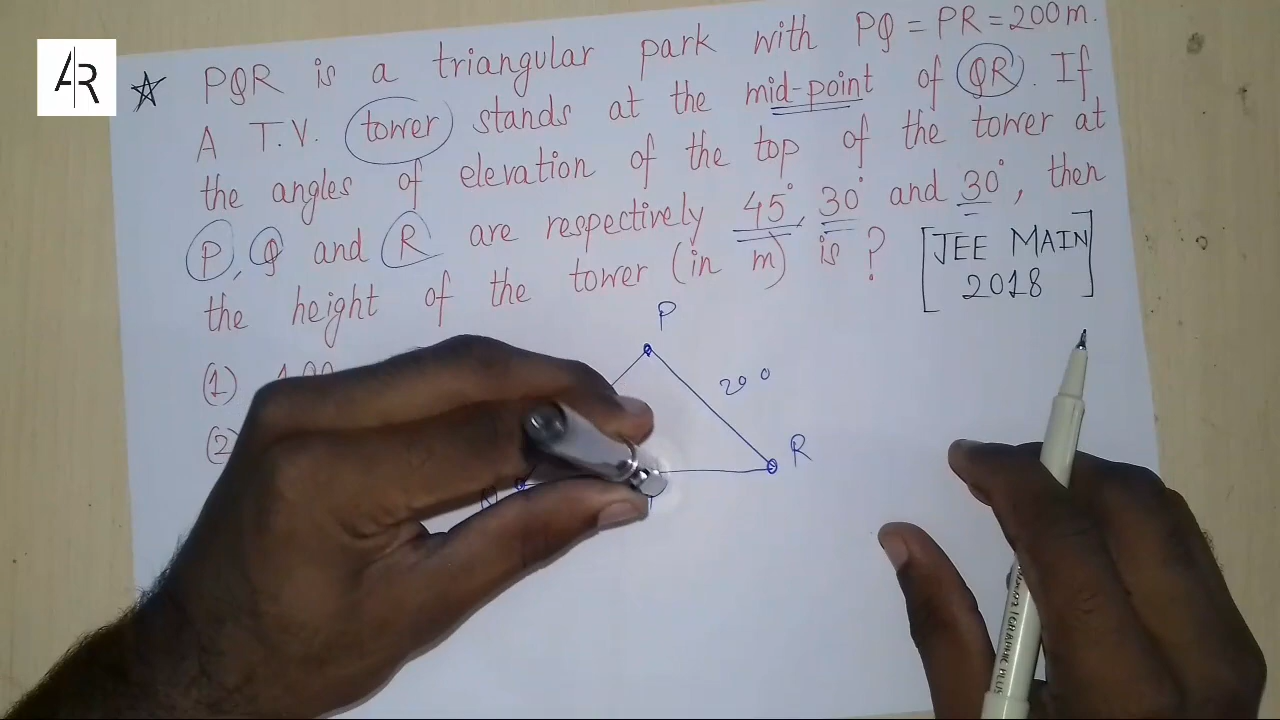 AR
PQR is a triangular park with PQ = PR = 200m.
A T.V. tower stands at the mid-point of QR. If
the angles of elevation of the top of the tower at
P, Q and R are respectively 45°, 30° and 30°, then
the height of the tower (in m) is ?
[JEE MAIN
2018]
P
(1) 100
200
(2)
R